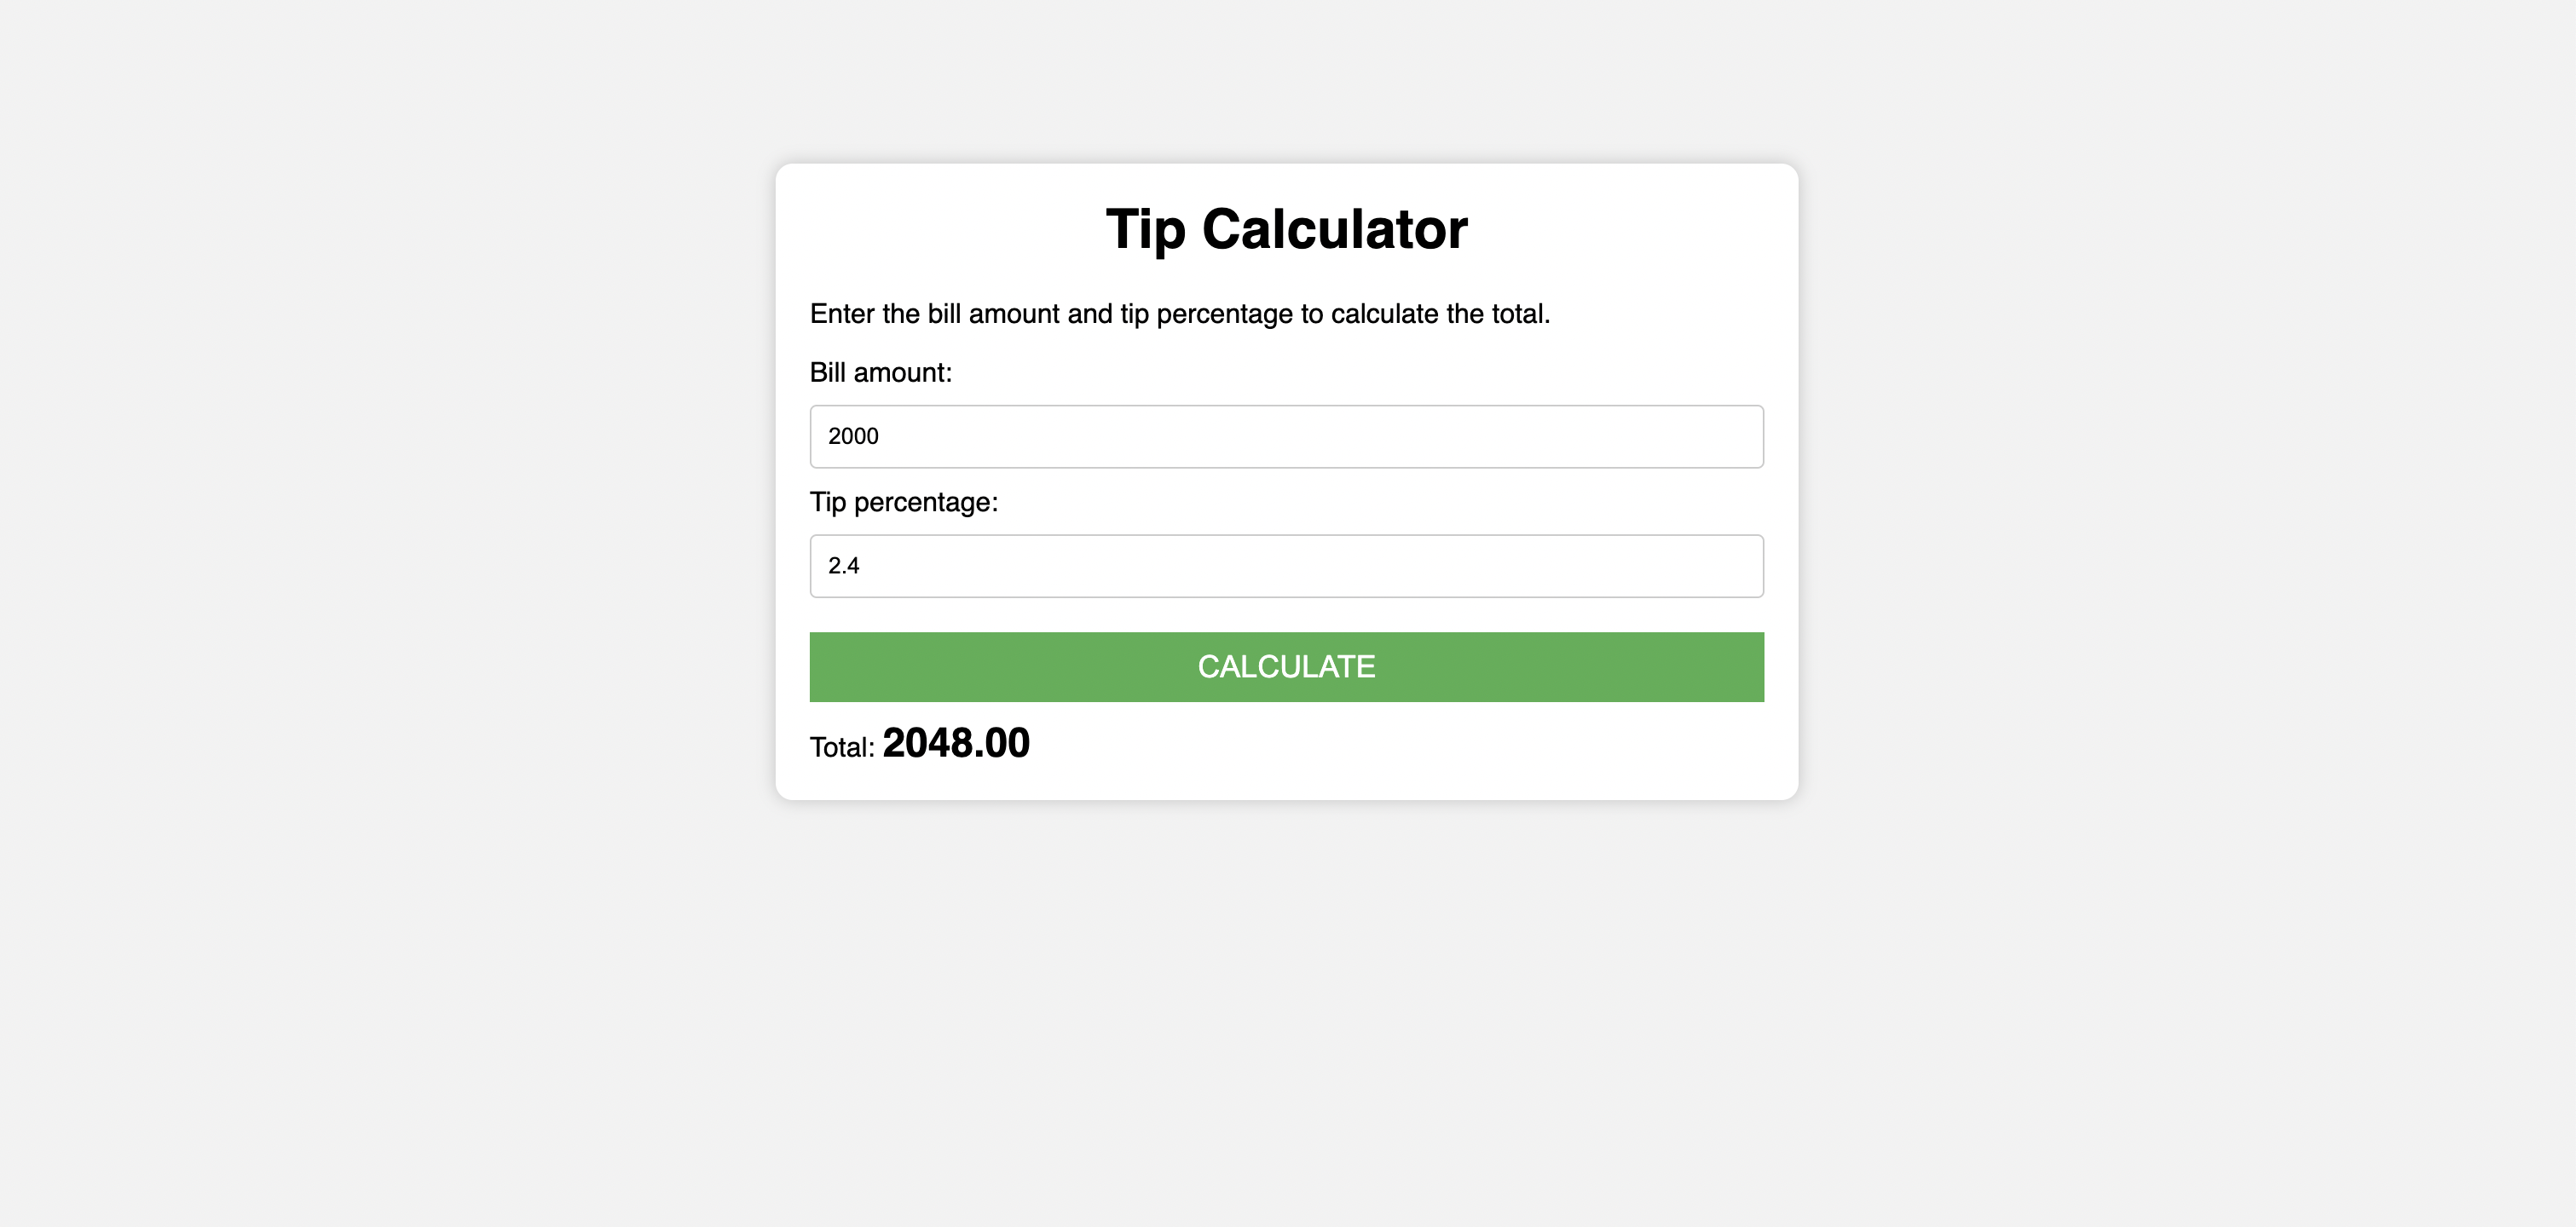 Tip Calculator
Enter the bill amount and tip percentage to calculate the total.
Bill amount:
2000
Tip percentage:
2.4
CALCULATE
Total: 2048.00